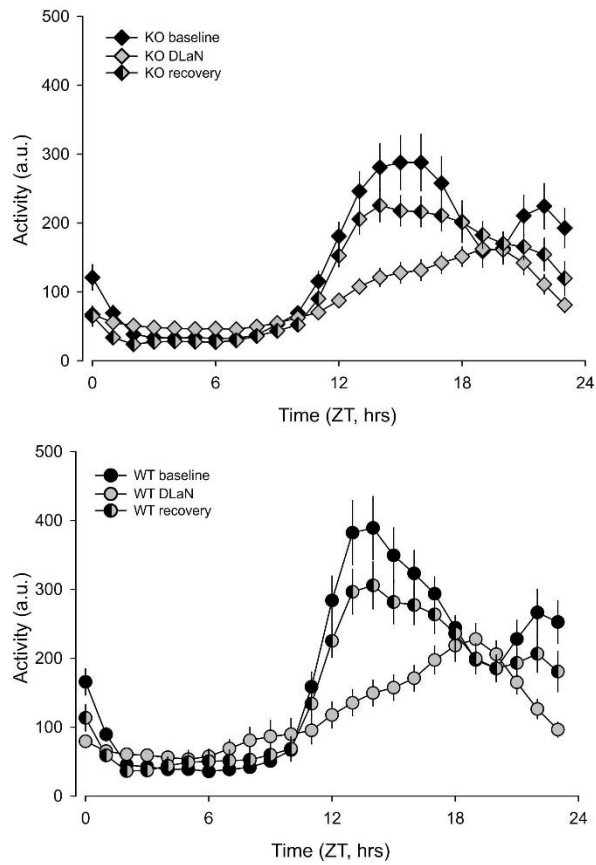 500
400
300
200
100
0
Activity (a.u.)
KO baseline
KO DLaN
KO recovery
0
6
12
18
24
Time (ZT, hrs)
500
400
300
200
100
0
Activity (a.u.)
WT baseline
WT DLaN
WT recovery
0
6
12
18
24
Time (ZT, hrs)